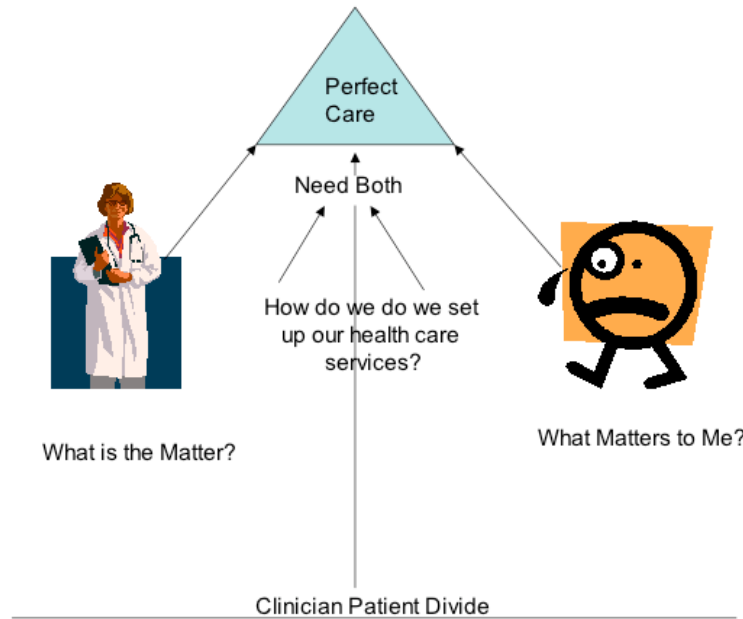 Perfect
Care
Need Both
How do we do we set
up our health care
services?
What is the Matter?
What Matters to Me?
Clinician Patient Divide